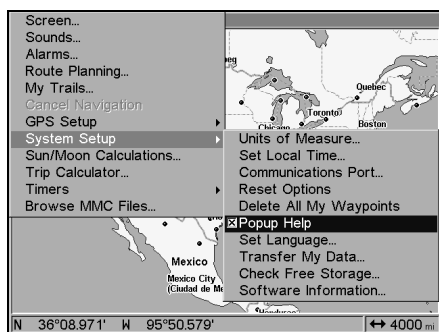 Screen...
Sounds...
Alarms...
Route Planning...
My Trails...
Cancel Navigation
GPS Setup
System Setup
Sun/Moon Calculations...
Trip Calculator...
Timers
Browse MMC Files...
Quebec
Toronto
Boston
Chicago
Units of Measure...
Set Local Time...
Communications Port...
Reset Options
Delete All My Waypoints
Popup Help
Set Language...
Transfer My Data...
Check Free Storage...
Software Information...
Mexico
Mexico City
(Ciudad de Me
Honduras
N 36°08.971' W 95°50.579'
↔ 4000 mi